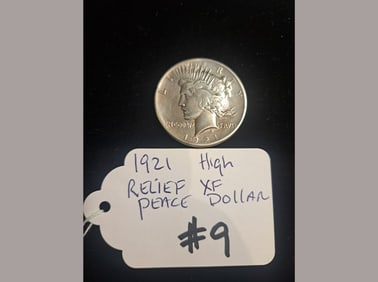 1921 High
RELIEF XF
PEACE DOLLAR
#9